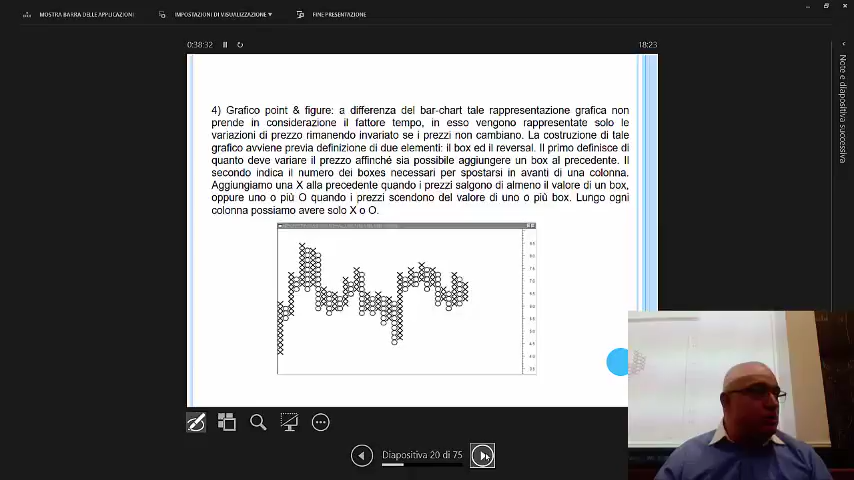 MOSTRA BARRA DELLE APPLICAZIONI
IMPOSTAZIONI DI VISUALIZZAZIONE ▼
FINE PRESENTAZIONE
0:38:32
18:23
4) Grafico point & figure: a differenza del bar-chart tale rappresentazione grafica non
prende in considerazione il fattore tempo, in esso vengono rappresentate solo le
variazioni di prezzo rimanendo invariato se i prezzi non cambiano. La costruzione di tale
grafico avviene previa definizione di due elementi: il box ed il reversal. Il primo definisce di
quanto deve variare il prezzo affinché sia possibile aggiungere un box al precedente. Il
secondo indica il numero dei boxes necessari per spostarsi in avanti di una colonna.
Aggiungiamo una X alla precedente quando i prezzi salgono di almeno il valore di un box,
oppure uno o più O quando i prezzi scendono del valore di uno o più box. Lungo ogni
colonna possiamo avere solo X o O.
Diapositiva 20 di 75
Note e diapositiva successiva